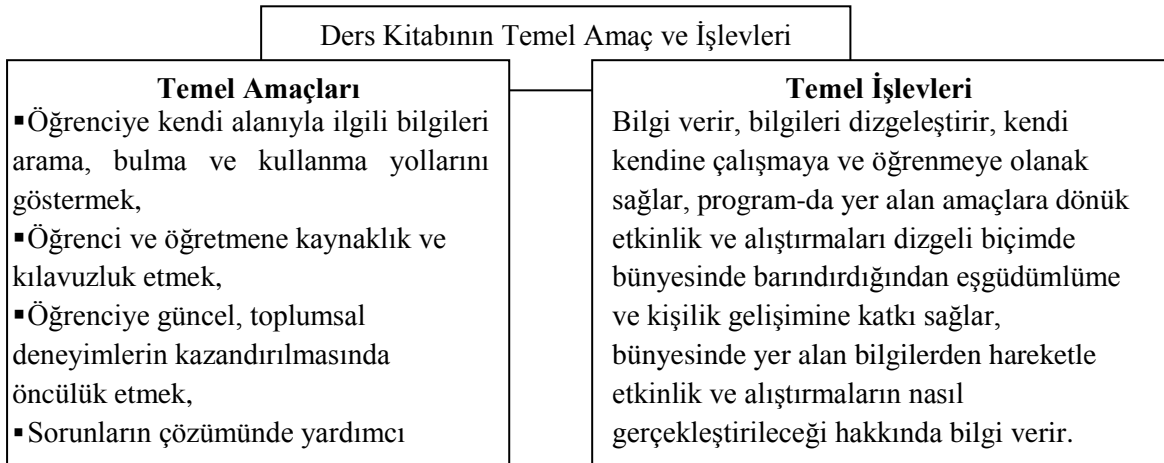 Ders Kitabının Temel Amaç ve İşlevleri
Temel Amaçları
▪Öğrenciye kendi alanıyla ilgili bilgileri
arama, bulma ve kullanma yollarını
göstermek,
▪Öğrenci ve öğretmene kaynaklık ve
kılavuzluk etmek,
▪Öğrenciye güncel, toplumsal
deneyimlerin kazandırılmasında
öncülük etmek,
▪Sorunların çözümünde yardımcı
Temel İşlevleri
Bilgi verir, bilgileri dizgeleştirir, kendi
kendine çalışmaya ve öğrenmeye olanak
sağlar, program-da yer alan amaçlara dönük
etkinlik ve alıştırmaları dizgeli biçimde
bünyesinde barındırdığından eşgüdümlüme
ve kişilik gelişimine katkı sağlar,
bünyesinde yer alan bilgilerden hareketle
etkinlik ve alıştırmaların nasıl
gerçekleştirileceği hakkında bilgi verir.